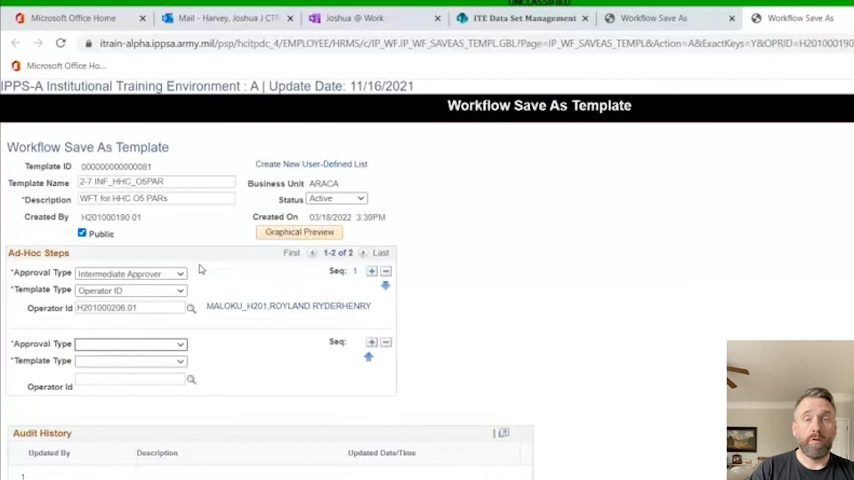 UNCLASSIFIED
Microsoft Office Home
Mail - Harvey, Joshua J CTR
Joshua @ Work
ITE Data Set Management
Workflow Save As
Workflow Save As
itrain-alpha.ippsa.army.mil/psp/hcitpdc_4/EMPLOYEE/HRMS/c/IP_WF.IP_WF_SAVEAS_TEMPL.GBL?Page=IP_WF_SAVEAS_TEMPL&Action=A&ExactKeys=Y&OPRID=H201000190
Microsoft Office Ho...
IPPS-A Institutional Training Environment : A | Update Date: 11/16/2021
Workflow Save As Template
Workflow Save As Template
Template ID 000000000000081
Create New User-Defined List
Template Name 2-7 INF_HHC_O5PAR
Business Unit ARACA
*Description WFT for HHC O5 PARs
Status Active
Created By H201000190 01
Created On 03/18/2022 3:39PM
Public
Graphical Preview
Ad-Hoc Steps
First 1-2 of 2 Last
*Approval Type Intermediate Approver
Seq: 1
*Template Type Operator ID
Operator Id H201000206.01
MALOKU_H201,ROYLAND RYDERHENRY
*Approval Type
Seq:
*Template Type
Operator Id
Audit History
Updated By Description Updated Date/Time
1